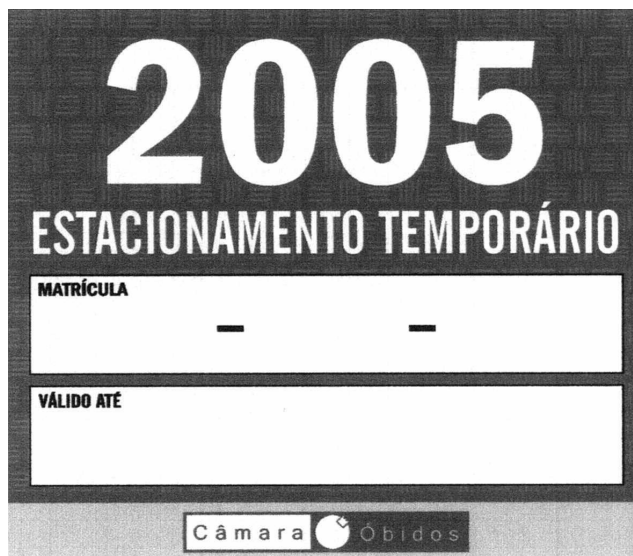 2005
ESTACIONAMENTO TEMPORÁRIO
MATRÍCULA
– –
VÁLIDO ATÉ
Câmara Óbidos